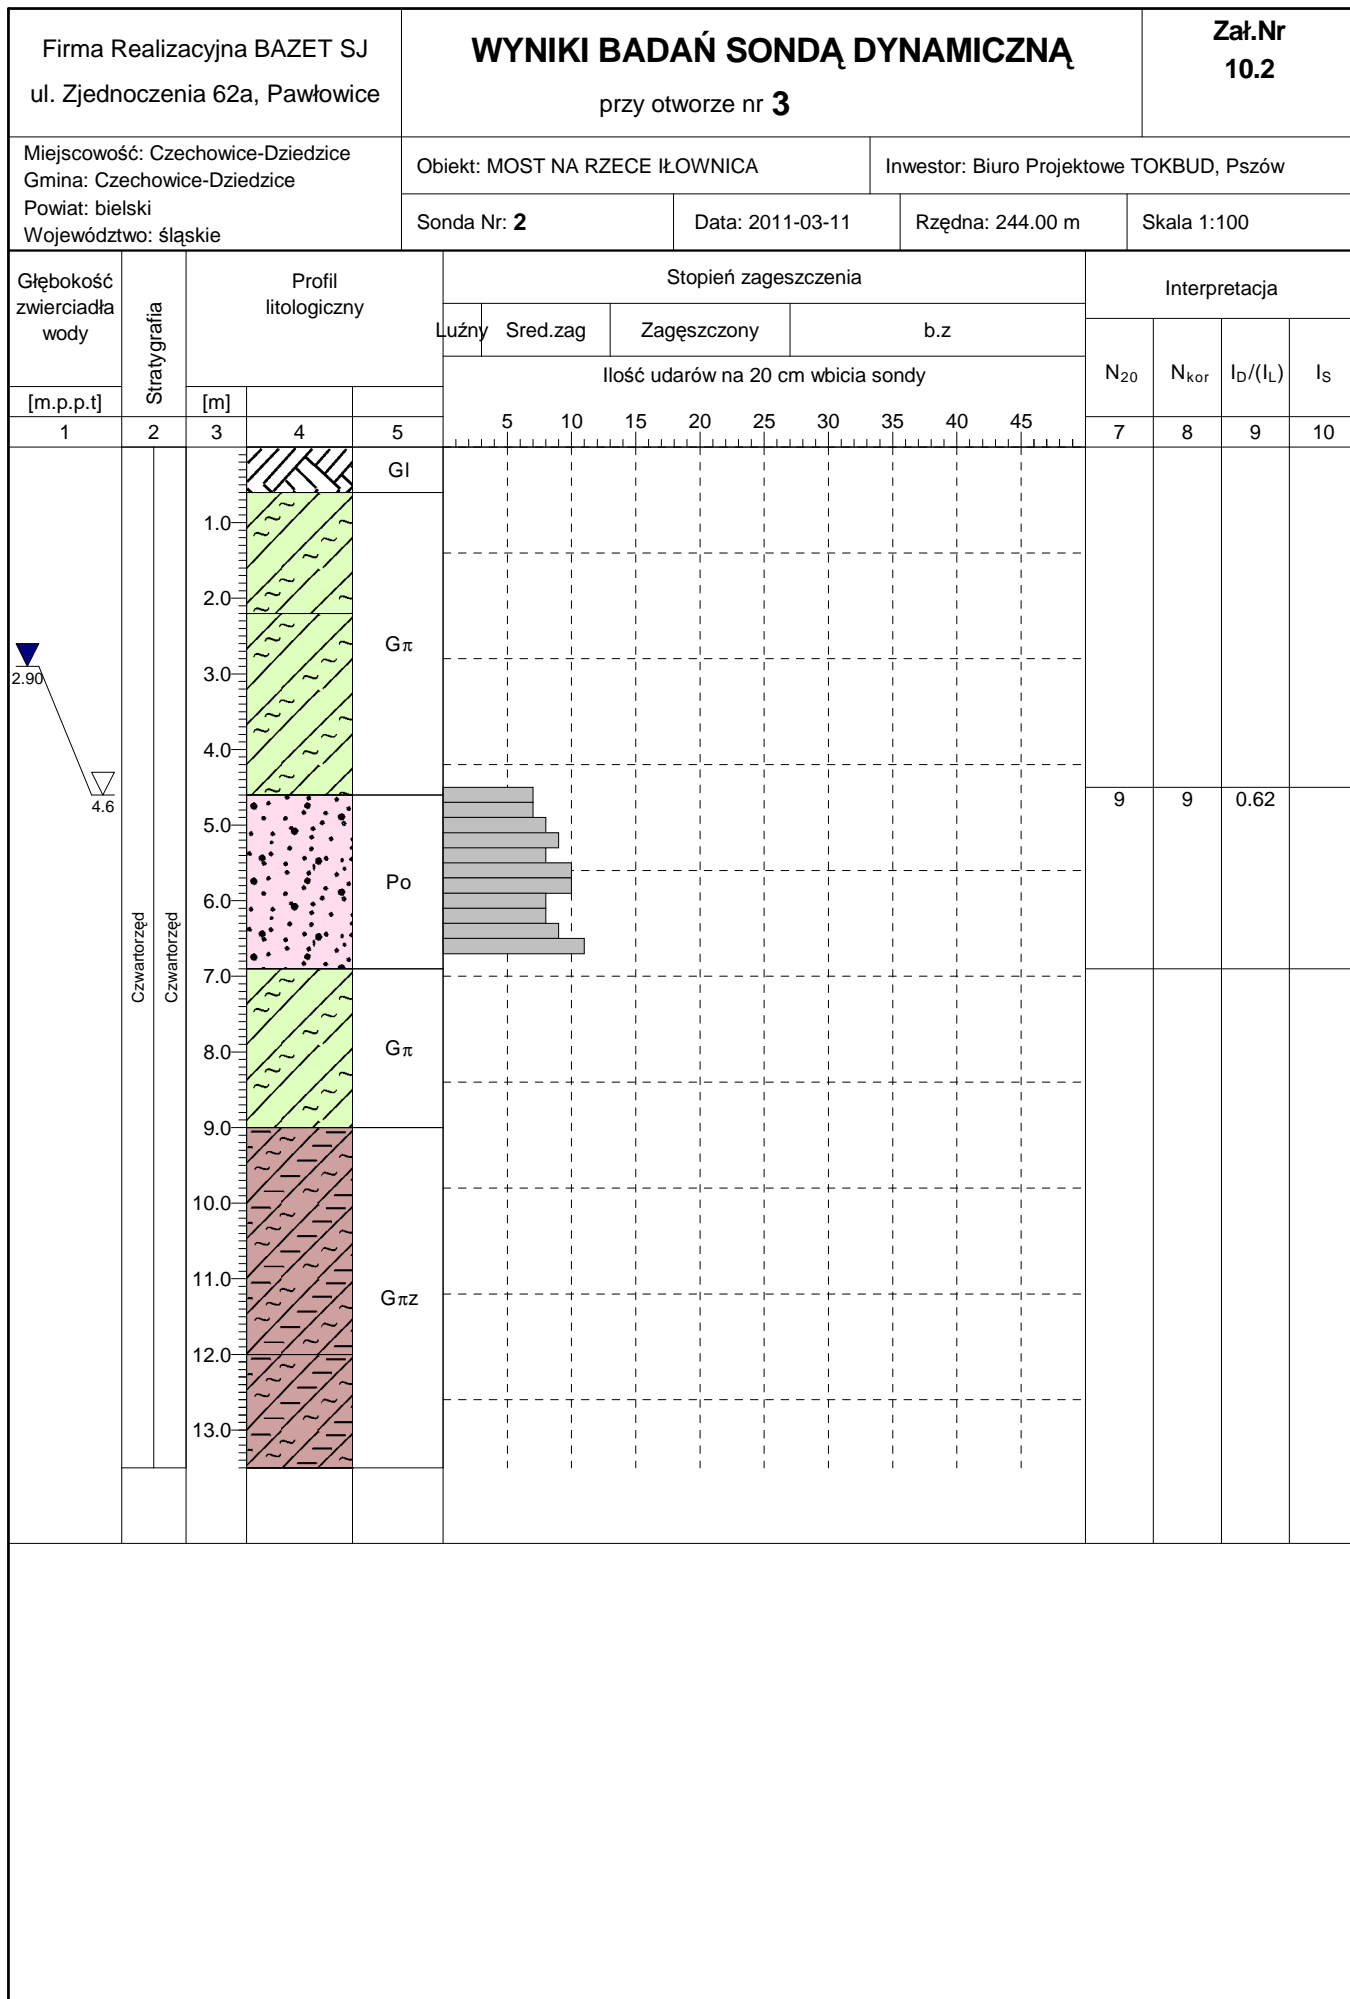 Firma Realizacyjna BAZET SJ
ul. Zjednoczenia 62a, Pawłowice
WYNIKI BADAŃ SONDĄ DYNAMICZNĄ
przy otworze nr 3
Zał.Nr
10.2
Miejscowość: Czechowice-Dziedzice
Gmina: Czechowice-Dziedzice
Powiat: bielski
Województwo: śląskie
Obiekt: MOST NA RZECE IŁOWNICA
Inwestor: Biuro Projektowe TOKBUD, Pszów
Sonda Nr: 2
Data: 2011-03-11
Rzędna: 244.00 m
Skala 1:100
Głębokość
zwierciadła
wody
[m.p.p.t]
Stratygrafia
Profil
litologiczny
[m]
Stopień zageszczenia
Luźny
Sred.zag
Zagęszczony
b.z
Ilość udarów na 20 cm wbicia sondy
5 10 15 20 25 30 35 40 45
Interpretacja
N20
Nkor
ID/(IL)
IS
1 2 3 4 5 7 8 9 10
Gl
1.0
2.0
Gπ
2.90
3.0
4.0
4.6
9 9 0.62
5.0
Po
6.0
Czwartorzęd
Czwartorzęd
7.0
Gπ
8.0
9.0
10.0
11.0
Gπz
12.0
13.0